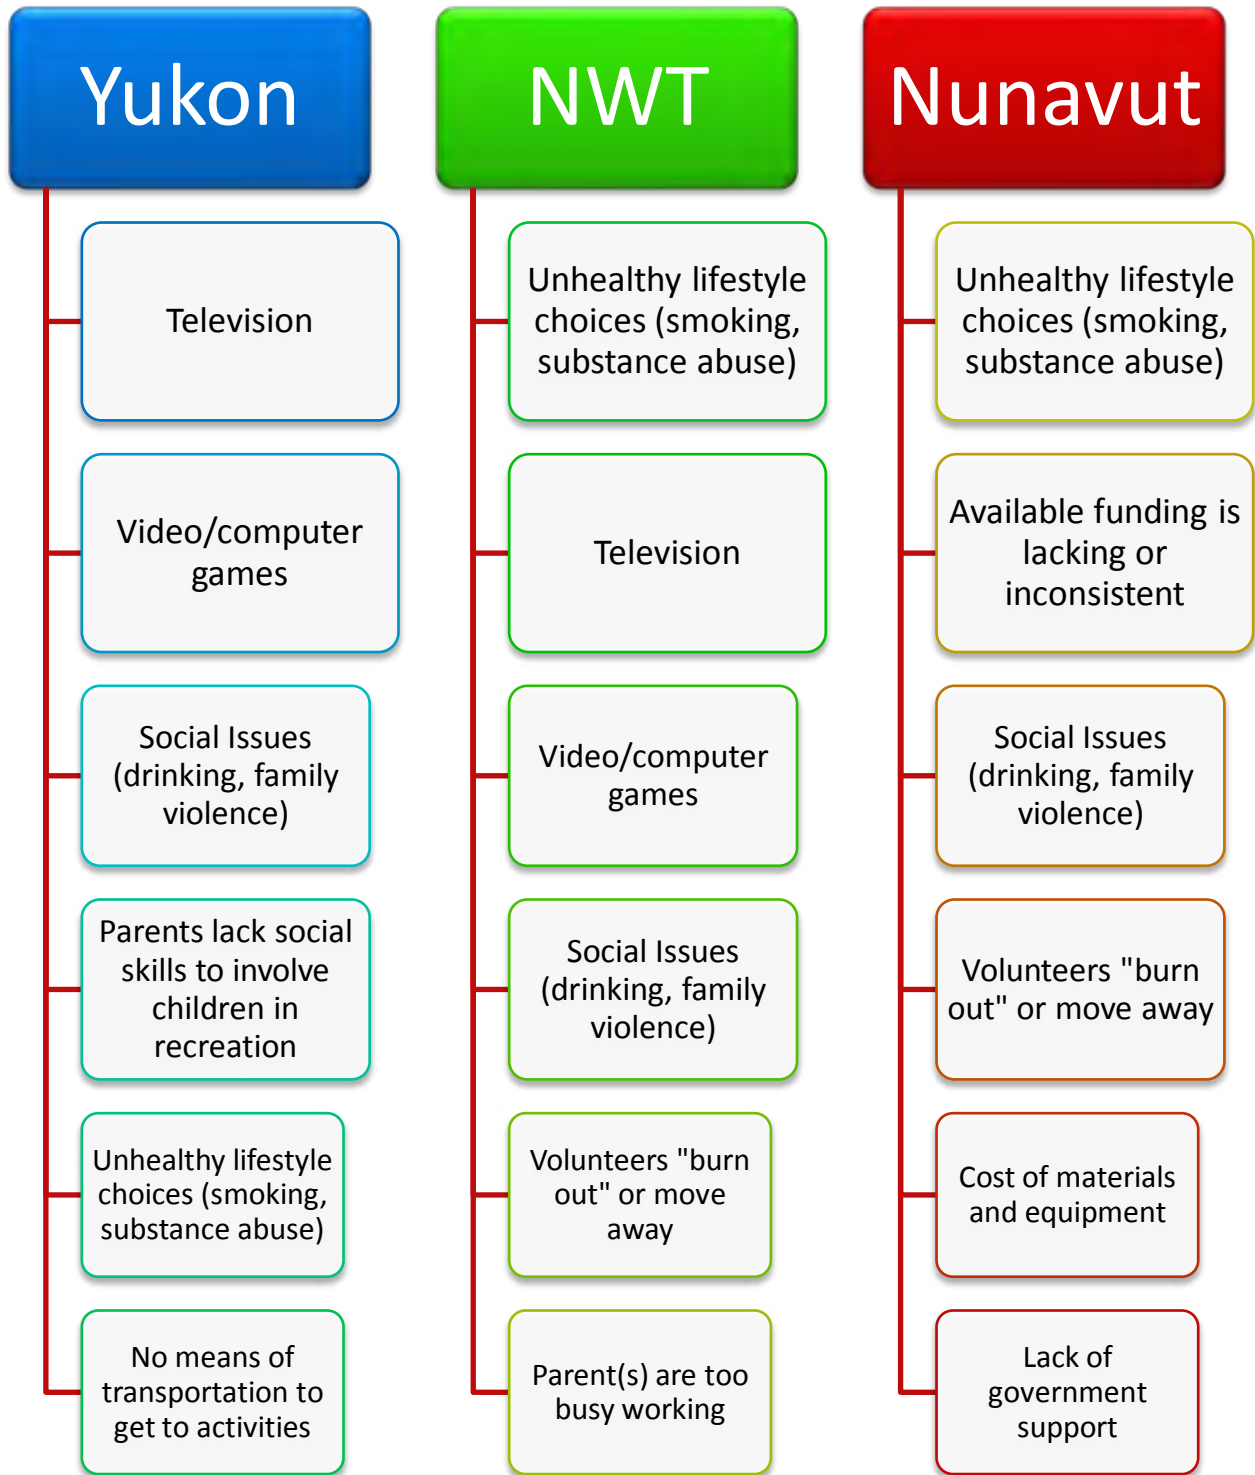 Yukon
Television
Video/computer
games
Social Issues
(drinking, family
violence)
Parents lack social
skills to involve
children in
recreation
Unhealthy lifestyle
choices (smoking,
substance abuse)
No means of
transportation to
get to activities
NWT
Unhealthy lifestyle
choices (smoking,
substance abuse)
Television
Video/computer
games
Social Issues
(drinking, family
violence)
Volunteers "burn
out" or move
away
Parent(s) are too
busy working
Nunavut
Unhealthy lifestyle
choices (smoking,
substance abuse)
Available funding is
lacking or
inconsistent
Social Issues
(drinking, family
violence)
Volunteers "burn
out" or move away
Cost of materials
and equipment
Lack of
government
support